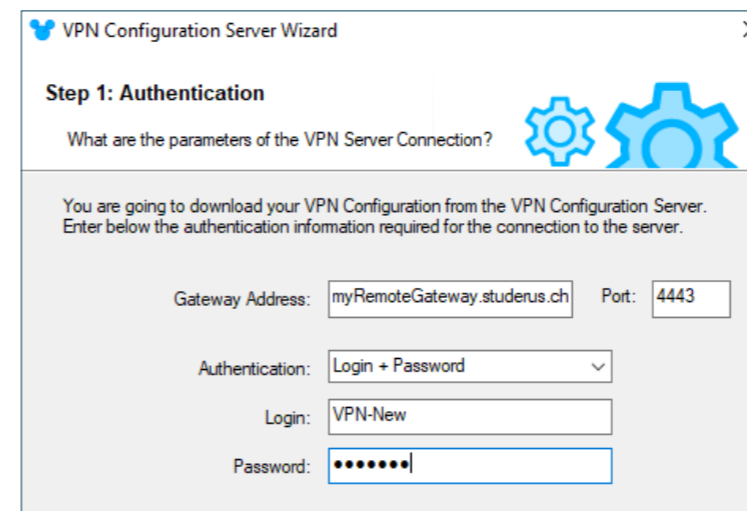 VPN Configuration Server Wizard
Step 1: Authentication
What are the parameters of the VPN Server Connection?
You are going to download your VPN Configuration from the VPN Configuration Server.
Enter below the authentication information required for the connection to the server.
Gateway Address: myRemoteGateway.studerus.ch Port: 4443
Authentication: Login + Password
Login: VPN-New
Password: •••••••